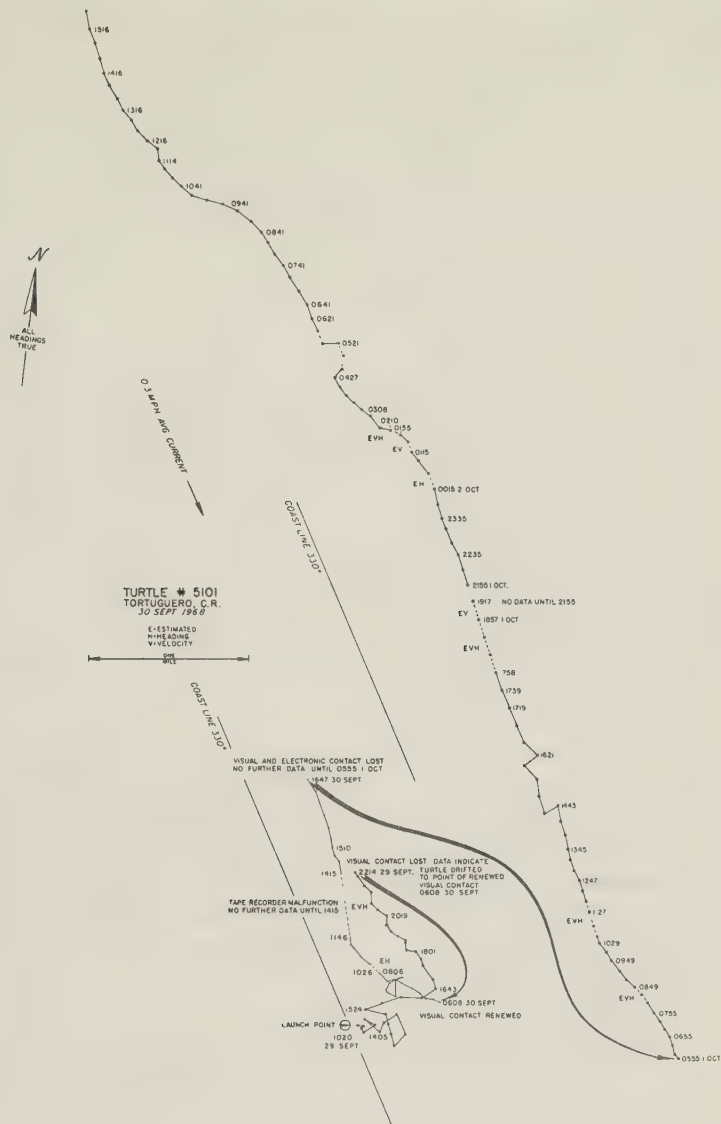 1516
1416
1316
1216
1114
1041
0941
0841
0741
0641
0621
0521
0427
0308
0210
0155
EVH
EV
0115
EH
0015 2 OCT
2335
2235
2155 1 OCT.
1917 NO DATA UNTIL 2155
EV
1857 1 OCT
EVH
758
1739
1719
1621
1443
1345
1247
1127
EVH
1029
0949
0849
EVH
0755
0655
0555 1 OCT
N
ALL
HEADINGS
TRUE
0.3 MPH AVG CURRENT
COAST LINE 330°
TURTLE # 5101
TORTUGUERO, C.R.
30 SEPT 1968
E=ESTIMATED
H=HEADING
V=VELOCITY
ONE
MILE
COAST LINE 330°
VISUAL AND ELECTRONIC CONTACT LOST
NO FURTHER DATA UNTIL 0555 1 OCT
1647 30 SEPT
1510
1415
VISUAL CONTACT LOST. DATA INDICATE
2214 29 SEPT. TURTLE DRIFTED
TO POINT OF RENEWED
VISUAL CONTACT
0608 30 SEPT
TAPE RECORDER MALFUNCTION
NO FURTHER DATA UNTIL 1415
EVH
2019
1801
1146
EH
1026
0806
1643
0608 30 SEPT
VISUAL CONTACT RENEWED
1524
LAUNCH POINT
1020
29 SEPT
1405